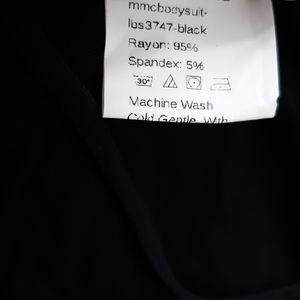 mmcbodysuit-
lbs3747-black
Rayon: 95%
Spandex: 5%
30°
Machine Wash
Cold Gentle, With